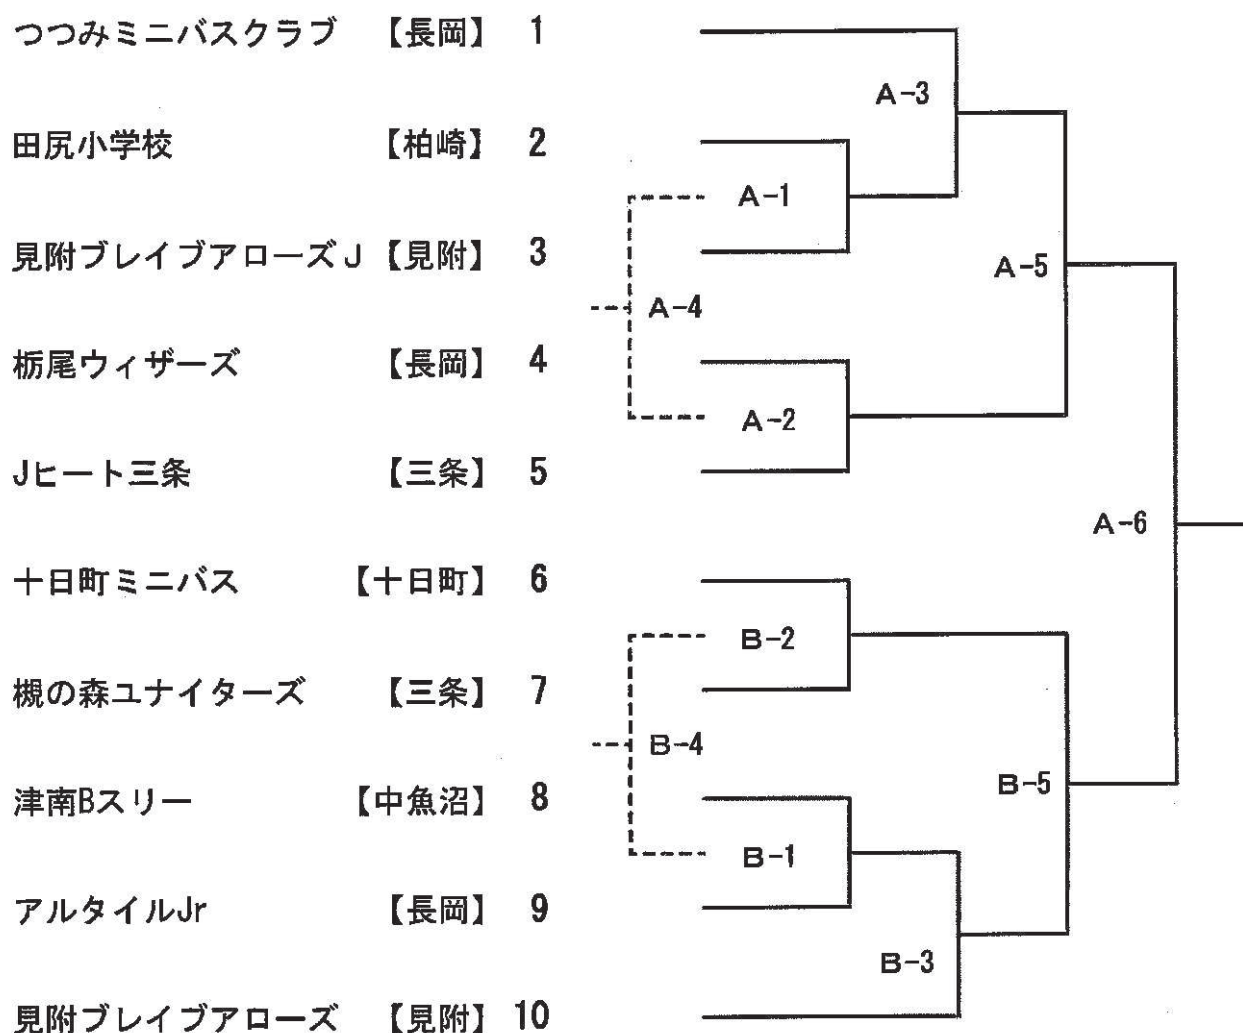 つつみミニバスクラブ 【長岡】 1
A-3
田尻小学校 【柏崎】 2
A-1
見附ブレイブアローズJ 【見附】 3
A-5
A-4
栃尾ウィザーズ 【長岡】 4
A-2
Jヒート三条 【三条】 5
A-6
十日町ミニバス 【十日町】 6
B-2
槻の森ユナイターズ 【三条】 7
B-4
B-5
津南Bスリー 【中魚沼】 8
B-1
アルタイルJr 【長岡】 9
B-3
見附ブレイブアローズ 【見附】 10